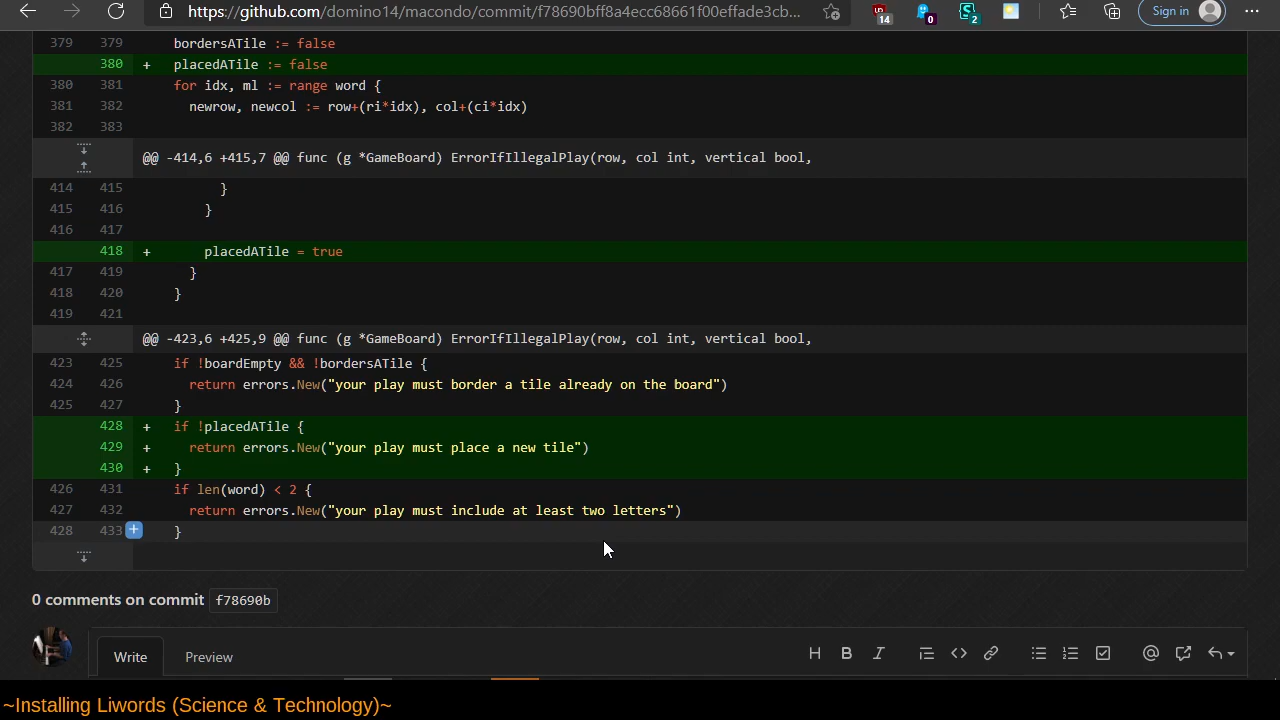 https://github.com/domino14/macondo/commit/f78690bff8a4ecc68661f00effade3cb...
14
0
2
Sign in
379 379 bordersATile := false
380 + placedATile := false
380 381 for idx, ml := range word {
381 382 newrow, newcol := row+(ri*idx), col+(ci*idx)
382 383
@@ -414,6 +415,7 @@ func (g *GameBoard) ErrorIfIllegalPlay(row, col int, vertical bool,
414 415 }
415 416 }
416 417
418 + placedATile = true
417 419 }
418 420 }
419 421
@@ -423,6 +425,9 @@ func (g *GameBoard) ErrorIfIllegalPlay(row, col int, vertical bool,
423 425 if !boardEmpty && !bordersATile {
424 426 return errors.New("your play must border a tile already on the board")
425 427 }
428 + if !placedATile {
429 + return errors.New("your play must place a new tile")
430 + }
426 431 if len(word) < 2 {
427 432 return errors.New("your play must include at least two letters")
428 433 + }
0 comments on commit f78690b
Write Preview H B I
~Installing Liwords (Science & Technology)~